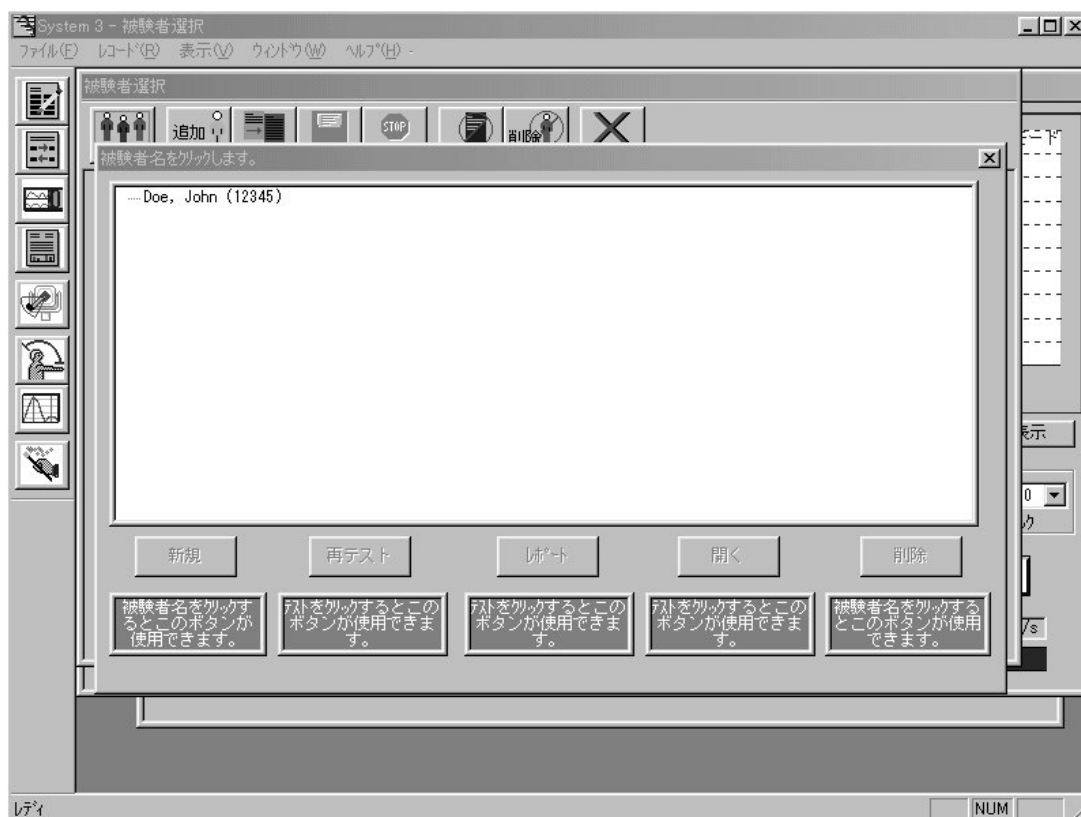 System 3 - 被験者選択
ﾌｧｲﾙ(F) ﾚｺｰﾄﾞ(R) 表示(V) ｳｨﾝﾄﾞｳ(W) ﾍﾙﾌﾟ(H) -
被験者選択
追加 STOP 削除
被験者名をｸﾘｯｸします。
Doe, John (12345)
表示
0
新規 再テスト ﾚﾎﾟｰﾄ 開く 削除
被験者名をｸﾘｯｸす
るとこのボタンが
使用できます。
ﾃｽﾄをｸﾘｯｸするとこの
ボタンが使用できま
す。
ﾃｽﾄをｸﾘｯｸするとこの
ボタンが使用できま
す。
ﾃｽﾄをｸﾘｯｸするとこの
ボタンが使用できま
す。
被験者名をｸﾘｯｸする
とこのボタンが使用
できます。
/s
ﾚﾃﾞｨ NUM